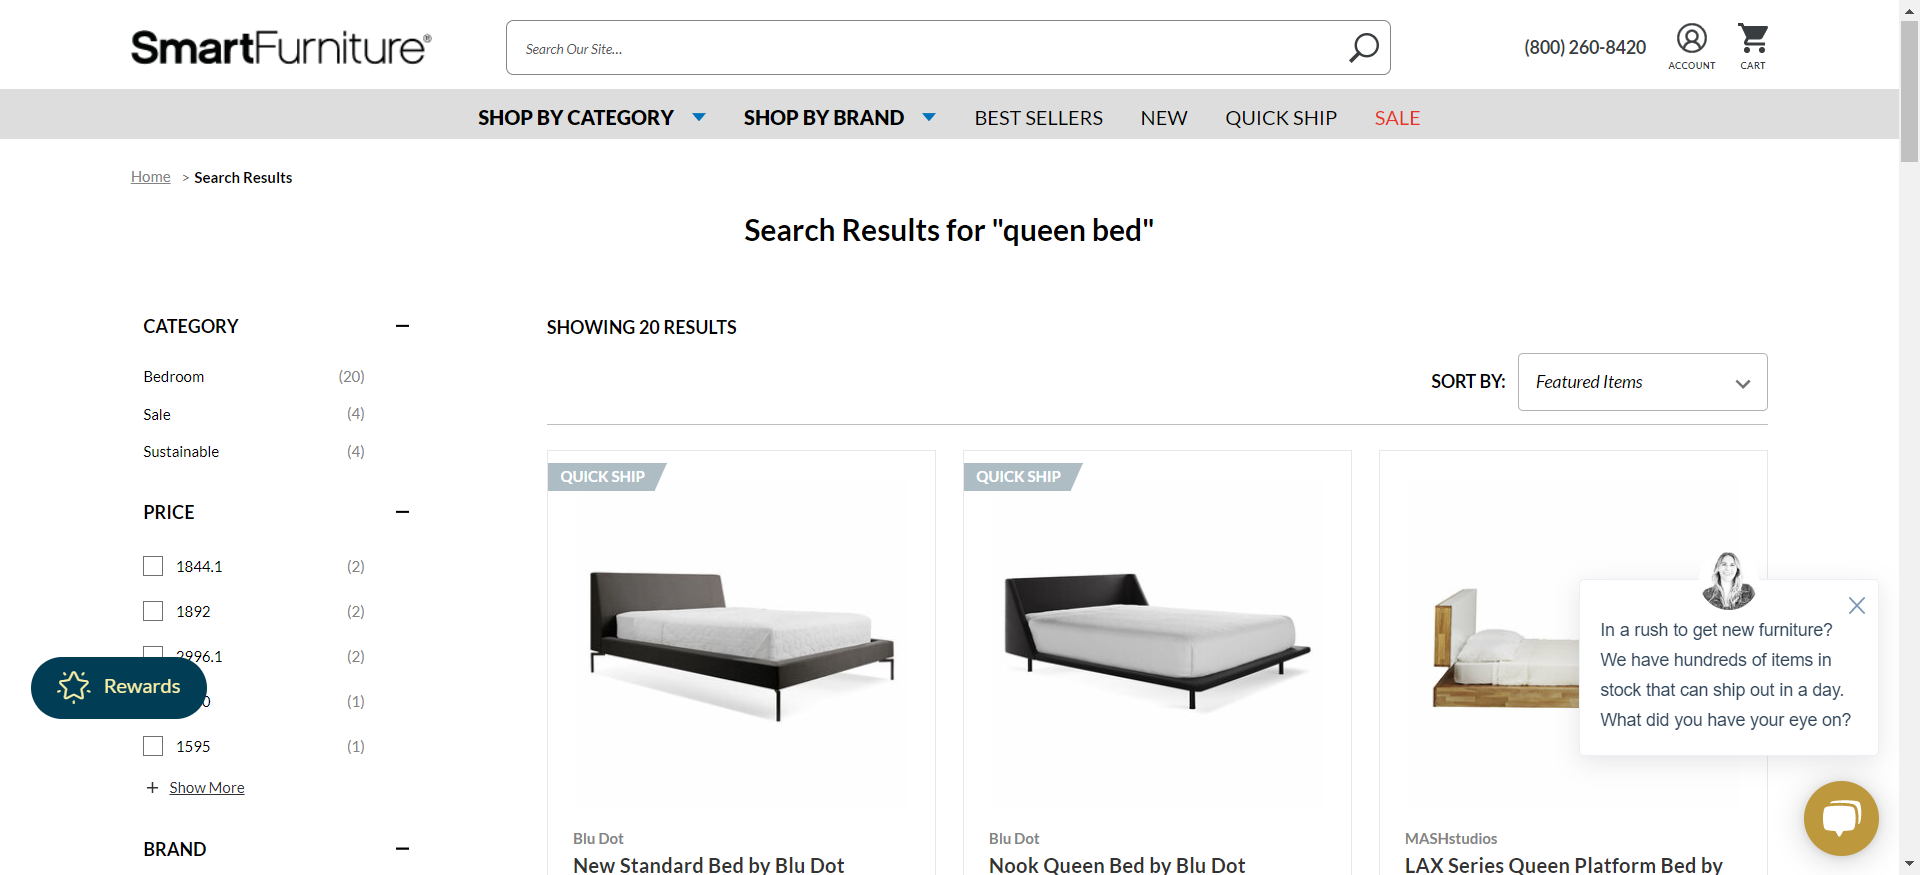 SmartFurniture®
Search Our Site...
(800) 260-8420
ACCOUNT
CART
SHOP BY CATEGORY
SHOP BY BRAND
BEST SELLERS
NEW
QUICK SHIP
SALE
Home > Search Results
Search Results for "queen bed"
CATEGORY
Bedroom (20)
Sale (4)
Sustainable (4)
PRICE
1844.1 (2)
1892 (2)
2996.1 (2)
0 (1)
1595 (1)
+ Show More
BRAND
Rewards
SHOWING 20 RESULTS
SORT BY: Featured Items
QUICK SHIP
Blu Dot
New Standard Bed by Blu Dot
QUICK SHIP
Blu Dot
Nook Queen Bed by Blu Dot
MASHstudios
LAX Series Queen Platform Bed by
In a rush to get new furniture?
We have hundreds of items in
stock that can ship out in a day.
What did you have your eye on?